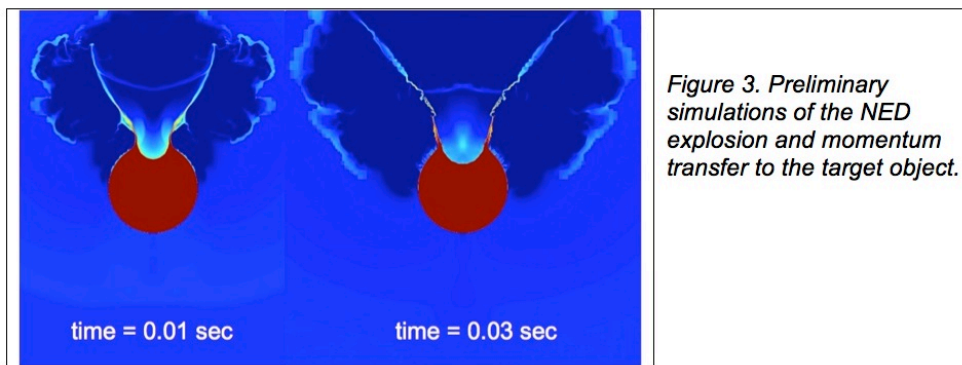 time = 0.01 sec
time = 0.03 sec
Figure 3. Preliminary
simulations of the NED
explosion and momentum
transfer to the target object.